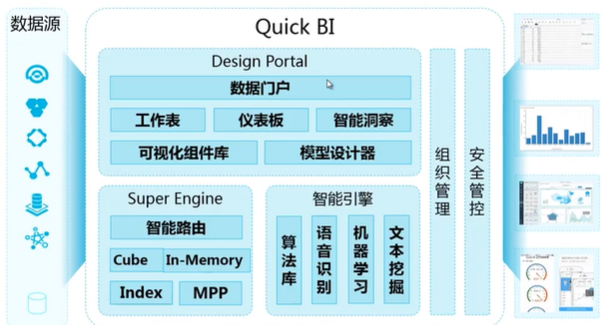 数据源
Quick BI
Design Portal
数据门户
工作表 仪表板 智能洞察
可视化组件库 模型设计器
Super Engine
智能路由
Cube In-Memory
Index MPP
智能引擎
算法库
语音识别
机器学习
文本挖掘
组织管理
安全管控